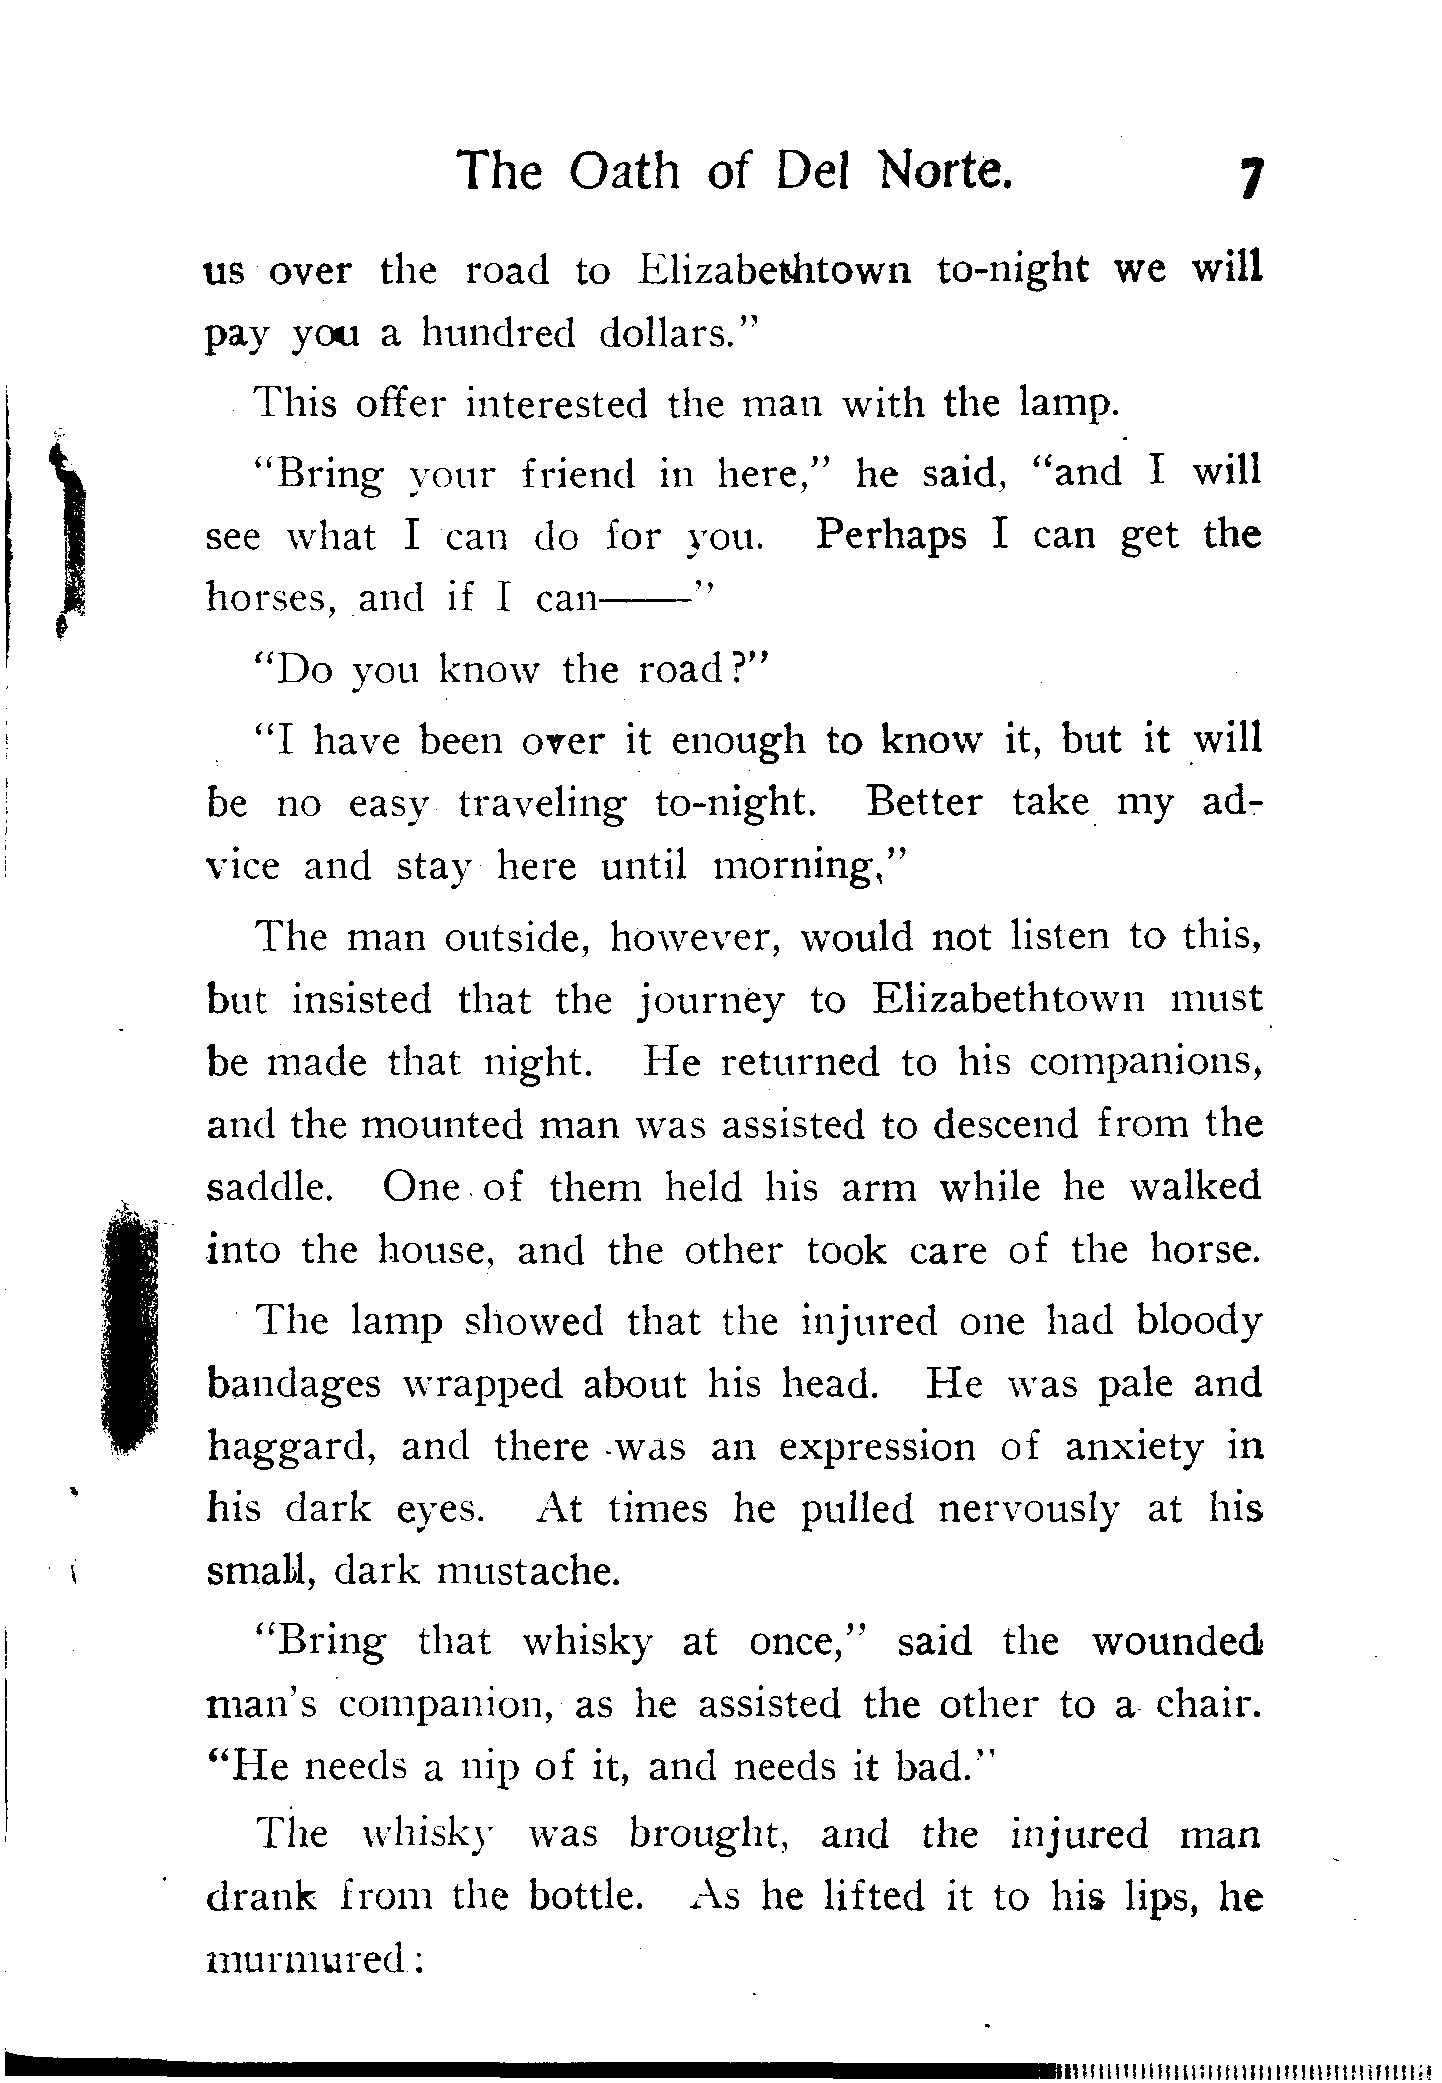 The Oath of Del Norte. 7
us over the road to Elizabethtown to-night we will
pay you a hundred dollars."
This offer interested the man with the lamp.
"Bring your friend in here," he said, "and I will
see what I can do for you. Perhaps I can get the
horses, and if I can——"
"Do you know the road?"
"I have been over it enough to know it, but it will
be no easy traveling to-night. Better take my ad-
vice and stay here until morning,"
The man outside, however, would not listen to this,
but insisted that the journey to Elizabethtown must
be made that night. He returned to his companions,
and the mounted man was assisted to descend from the
saddle. One of them held his arm while he walked
into the house, and the other took care of the horse.
The lamp showed that the injured one had bloody
bandages wrapped about his head. He was pale and
haggard, and there was an expression of anxiety in
his dark eyes. At times he pulled nervously at his
small, dark mustache.
"Bring that whisky at once," said the wounded
man's companion, as he assisted the other to a chair.
"He needs a nip of it, and needs it bad."
The whisky was brought, and the injured man
drank from the bottle. As he lifted it to his lips, he
murmured: